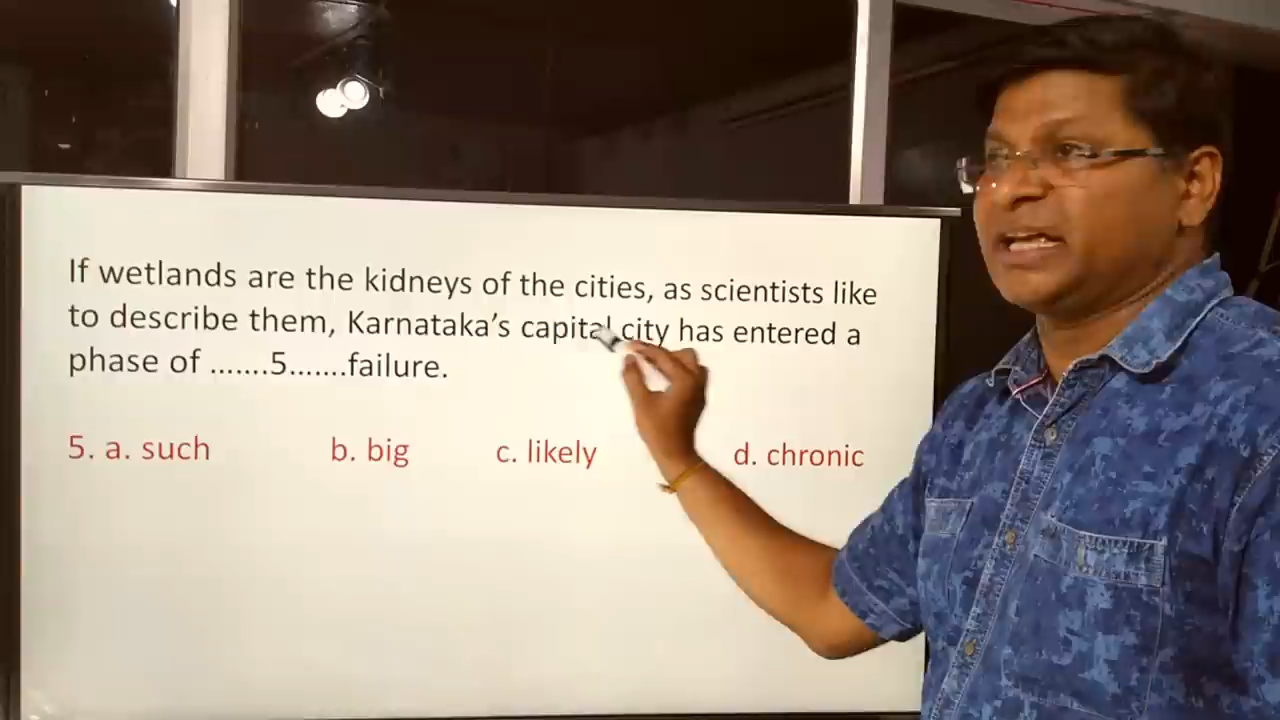 If wetlands are the kidneys of the cities, as scientists like
to describe them, Karnataka's capital city has entered a
phase of .......5.......failure.
5. a. such b. big c. likely d. chronic